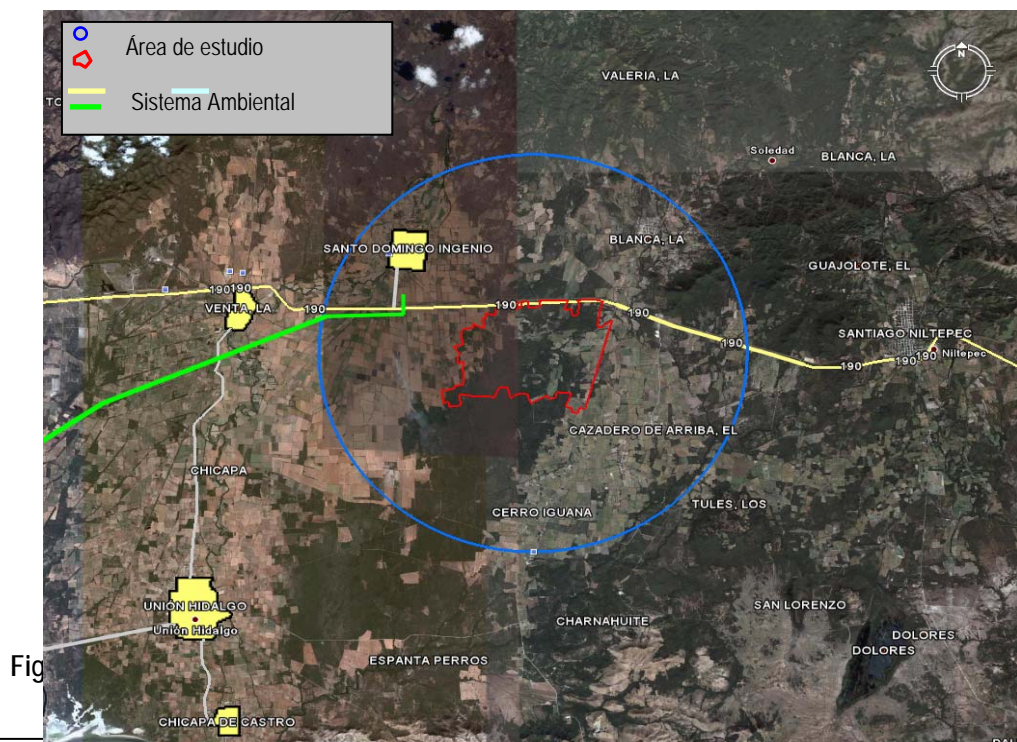 Área de estudio
Sistema Ambiental
N
TO
VALERIA, LA
Soledad
BLANCA, LA
SANTO DOMINGO INGENIO
BLANCA, LA
GUAJOLOTE, EL
190
190
VENTA, LA
190
190
190
SANTIAGO NILTEPEC
190
190
190
Niltepec
CAZADERO DE ARRIBA, EL
CHICAPA
CERRO IGUANA
TULES, LOS
UNIÓN HIDALGO
Unión Hidalgo
SAN LORENZO
CHARNAHUITE
DOLORES
DOLORES
Fig
ESPANTA PERROS
CHICAPA DE CASTRO